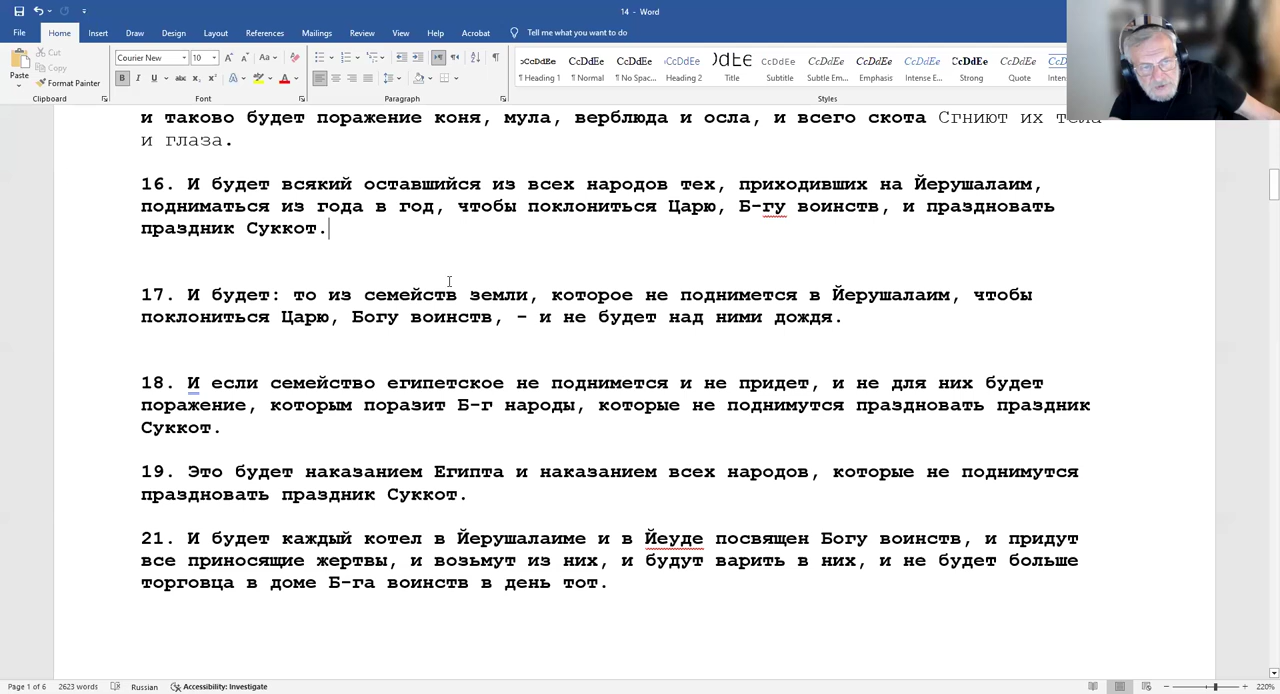 14 - Word
File Home Insert Draw Design Layout References Mailings Review View Help Acrobat Tell me what you want to do
Paste Cut Copy Format Painter
Courier New 10
¶ Heading 1 ¶ Normal ¶ No Spac... Heading 2 Title Subtitle Subtle Em... Emphasis Intense E... Strong Quote
Clipboard Font Paragraph Styles
и таково будет поражение коня, мула, верблюда и осла, и всего скота Сгниют их тела
и глаза.
16. И будет всякий оставшийся из всех народов тех, приходивших на Йерушалаим,
подниматься из года в год, чтобы поклониться Царю, Б-гу воинств, и праздновать
праздник Суккот.
17. И будет: то из семейств земли, которое не поднимется в Йерушалаим, чтобы
поклониться Царю, Богу воинств, - и не будет над ними дождя.
18. И если семейство египетское не поднимется и не придет, и не для них будет
поражение, которым поразит Б-г народы, которые не поднимутся праздновать праздник
Суккот.
19. Это будет наказанием Египта и наказанием всех народов, которые не поднимутся
праздновать праздник Суккот.
21. И будет каждый котел в Йерушалаиме и в Йеуде посвящен Богу воинств, и придут
все приносящие жертвы, и возьмут из них, и будут варить в них, и не будет больше
торговца в доме Б-га воинств в день тот.
Page 1 of 6 2623 words Russian Accessibility: Investigate 220%